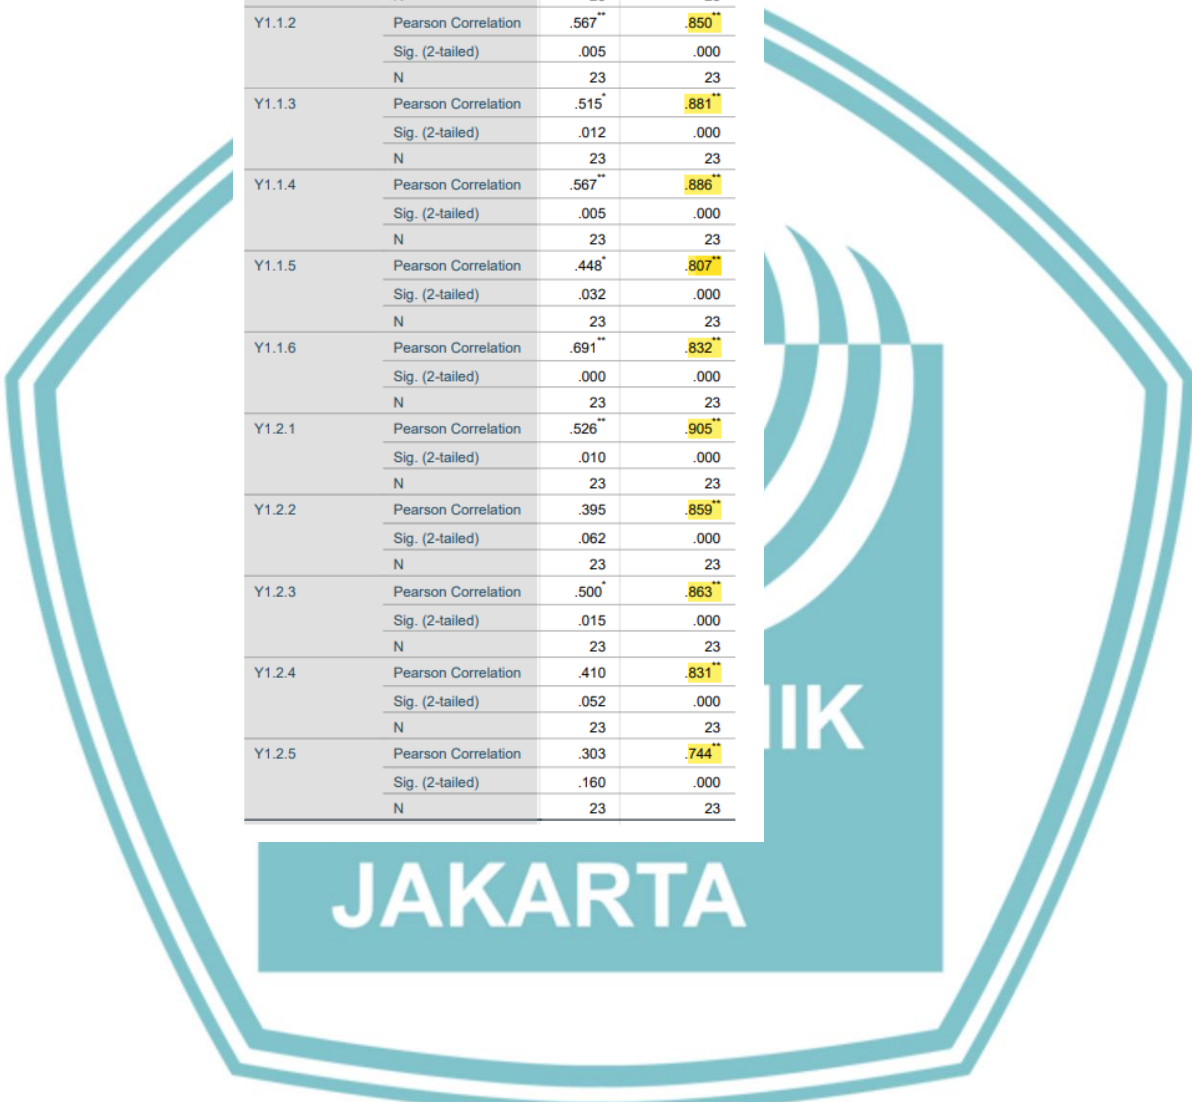 Y1.1.2 Pearson Correlation .567** .850**
Sig. (2-tailed) .005 .000
N 23 23
Y1.1.3 Pearson Correlation .515* .881**
Sig. (2-tailed) .012 .000
N 23 23
Y1.1.4 Pearson Correlation .567** .886**
Sig. (2-tailed) .005 .000
N 23 23
Y1.1.5 Pearson Correlation .448* .807**
Sig. (2-tailed) .032 .000
N 23 23
Y1.1.6 Pearson Correlation .691** .832**
Sig. (2-tailed) .000 .000
N 23 23
Y1.2.1 Pearson Correlation .526** .905**
Sig. (2-tailed) .010 .000
N 23 23
Y1.2.2 Pearson Correlation .395 .859**
Sig. (2-tailed) .062 .000
N 23 23
Y1.2.3 Pearson Correlation .500* .863**
Sig. (2-tailed) .015 .000
N 23 23
Y1.2.4 Pearson Correlation .410 .831**
Sig. (2-tailed) .052 .000
N 23 23
Y1.2.5 Pearson Correlation .303 .744**
Sig. (2-tailed) .160 .000
N 23 23
IK
JAKARTA